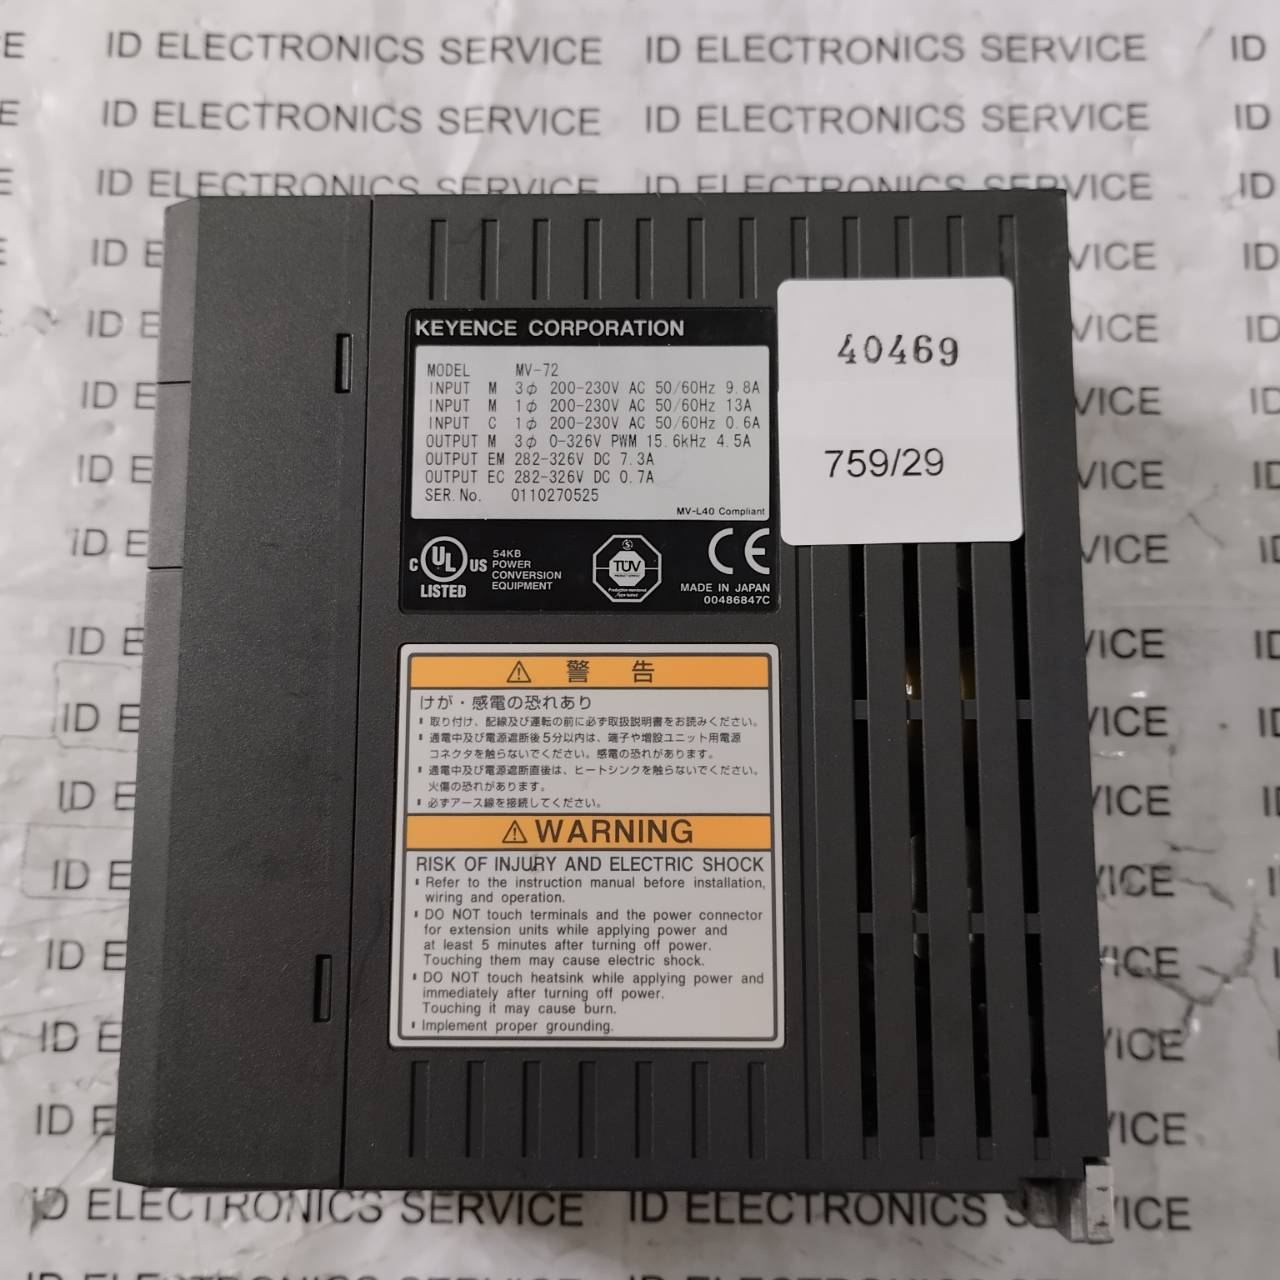 ID ELECTRONICS SERVICE ID ELECTRONICS SERVICE ID
ID ELECTRONICS SERVICE ID ELECTRONICS SERVICE ID
ID ELECTRONICS SERVICE ID ELECTRONICS SERVICE ID
KEYENCE CORPORATION
MODEL MV-72
INPUT M 3φ 200-230V AC 50/60Hz 9.8A
INPUT M 1φ 200-230V AC 50/60Hz 13A
INPUT C 1φ 200-230V AC 50/60Hz 0.6A
OUTPUT M 3φ 0-326V PWM 15.6kHz 4.5A
OUTPUT EM 282-326V DC 7.3A
OUTPUT EC 282-326V DC 0.7A
SER.No. 0110270525
MV-L40 Compliant
C UL US
LISTED
54KB
POWER
CONVERSION
EQUIPMENT
TÜV
CE
MADE IN JAPAN
00486847C
40469
759/29
⚠ 警告
けが・感電の恐れあり
▮ 取り付け、配線及び運転の前に必ず取扱説明書をお読みください。
▮ 通電中及び電源遮断後5分以内は、端子や増設ユニット用電源
コネクタを触らないでください。感電の恐れがあります。
▮ 通電中及び電源遮断直後は、ヒートシンクを触らないでください。
火傷の恐れがあります。
▮ 必ずアース線を接続してください。
⚠ WARNING
RISK OF INJURY AND ELECTRIC SHOCK
▮ Refer to the instruction manual before installation,
wiring and operation.
▮ DO NOT touch terminals and the power connector
for extension units while applying power and
at least 5 minutes after turning off power.
Touching them may cause electric shock.
▮ DO NOT touch heatsink while applying power and
immediately after turning off power.
Touching it may cause burn.
▮ Implement proper grounding.
ID ELECTRONICS SERVICE ID ELECTRONICS